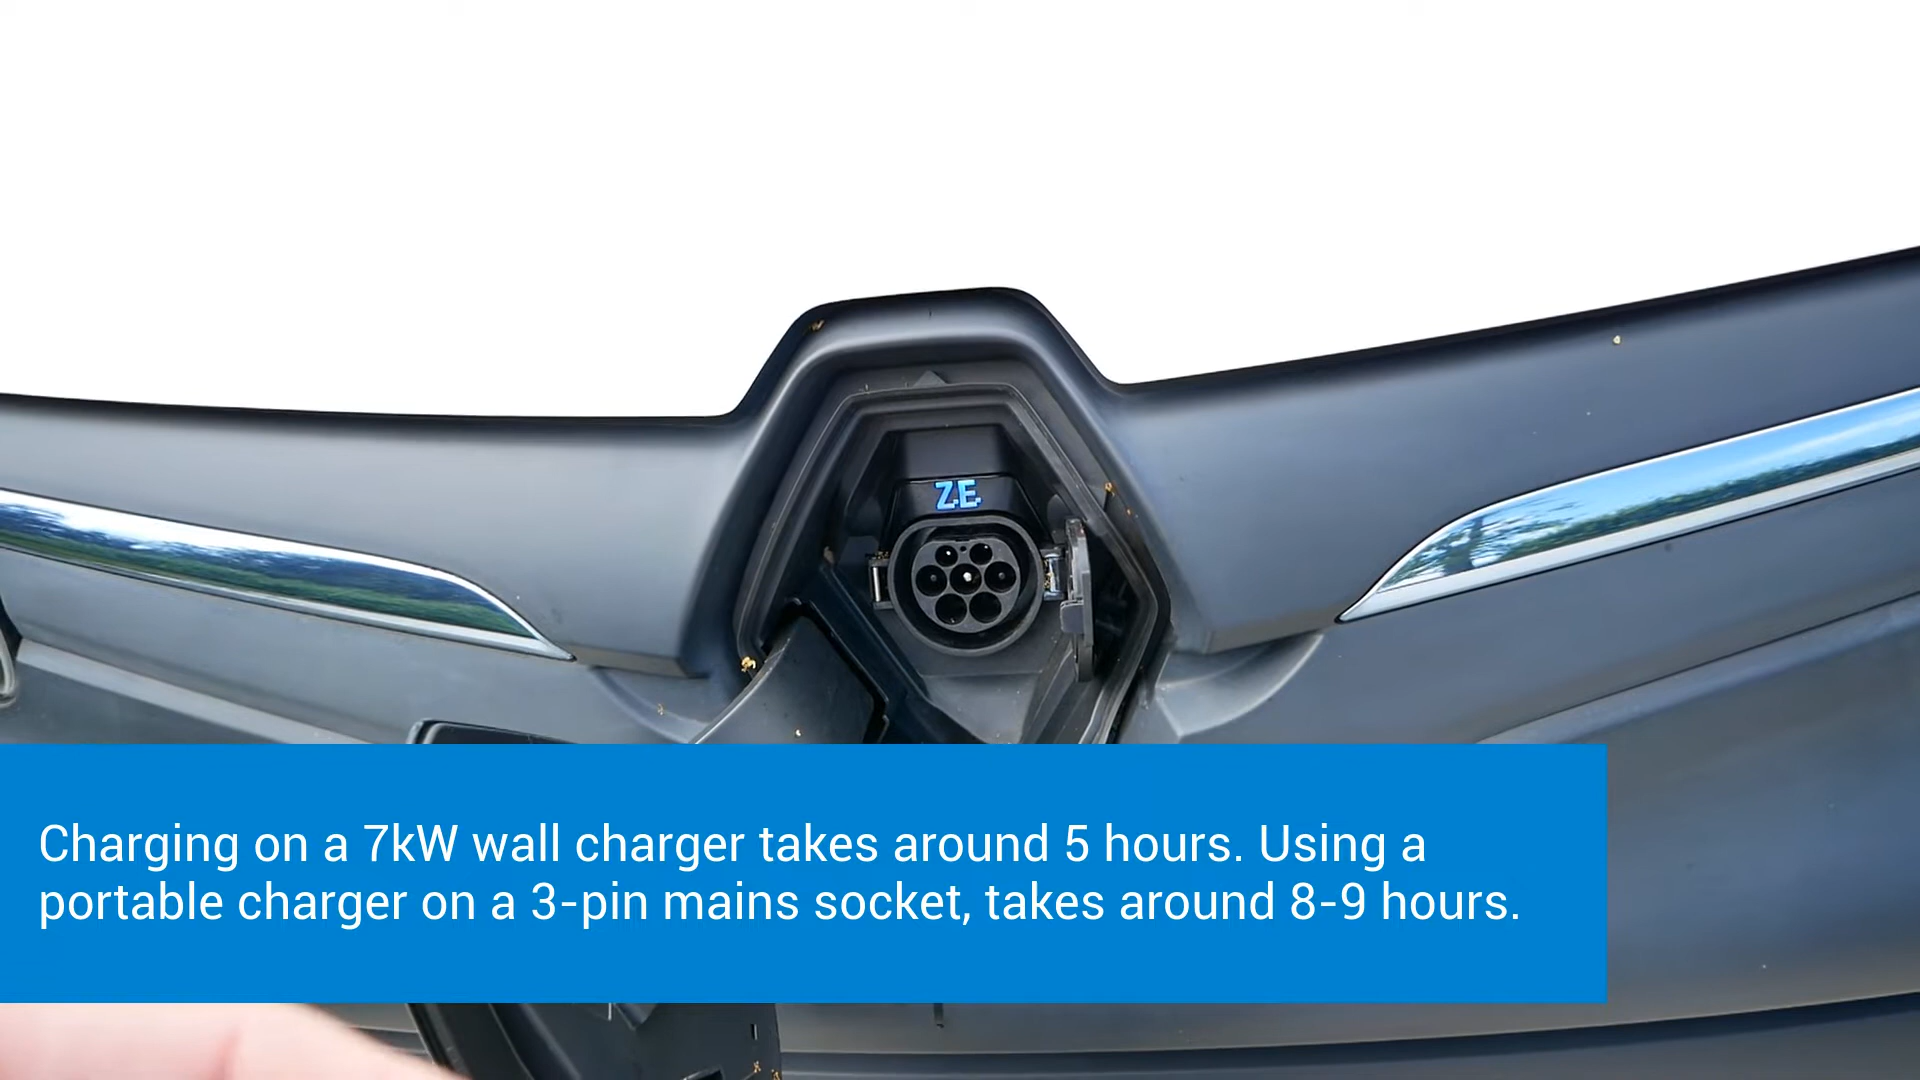 Z.E.
Charging on a 7kW wall charger takes around 5 hours. Using a
portable charger on a 3-pin mains socket, takes around 8-9 hours.